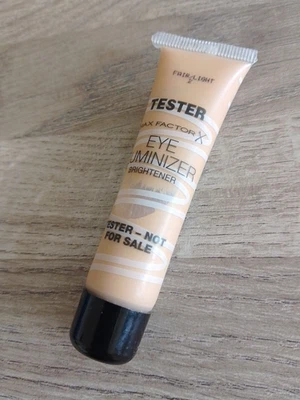 FAIR-LIGHT
TESTER
MAX FACTOR X
EYE
LUMINIZER
BRIGHTENER
TESTER – NOT
FOR SALE